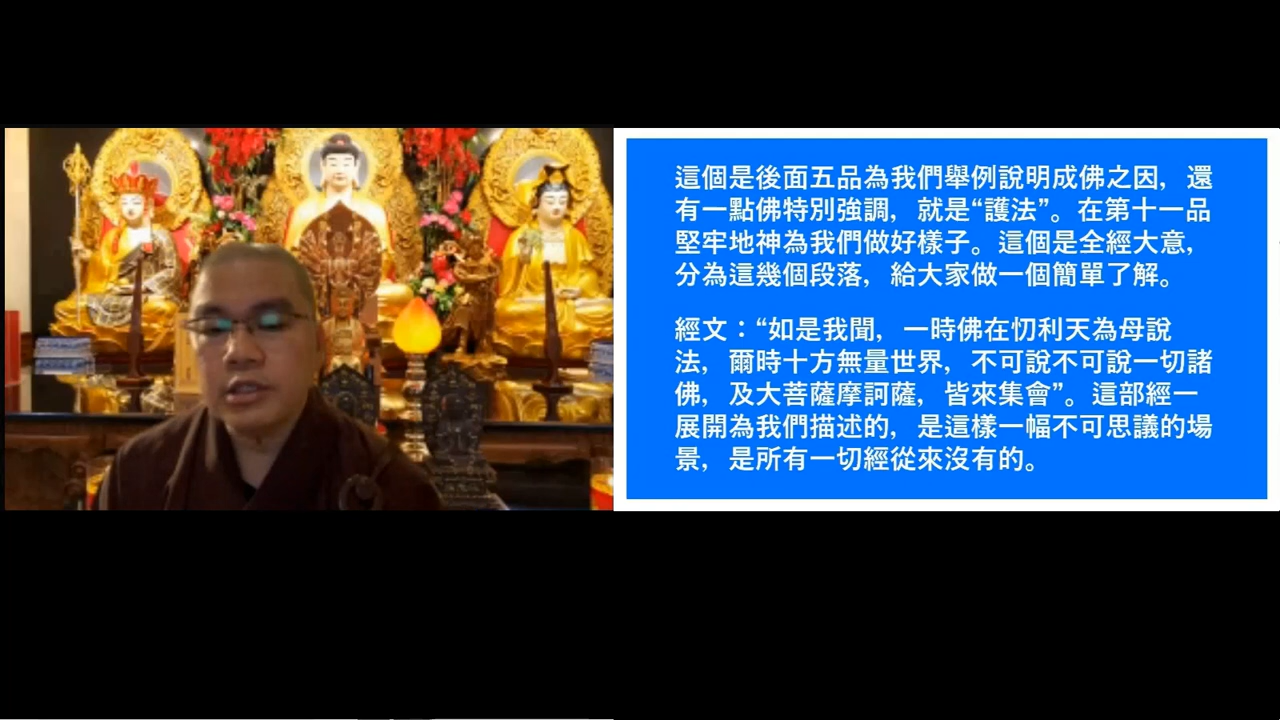 這個是後面五品為我們舉例說明成佛之因，還
有一點佛特別強調，就是“護法”。在第十一品
堅牢地神為我們做好樣子。這個是全經大意，
分為這幾個段落，給大家做一個簡單了解。
經文：“如是我聞，一時佛在忉利天為母說
法，爾時十方無量世界，不可說不可說一切諸
佛，及大菩薩摩訶薩，皆來集會”。這部經一
展開為我們描述的，是這樣一幅不可思議的場
景，是所有一切經從來沒有的。